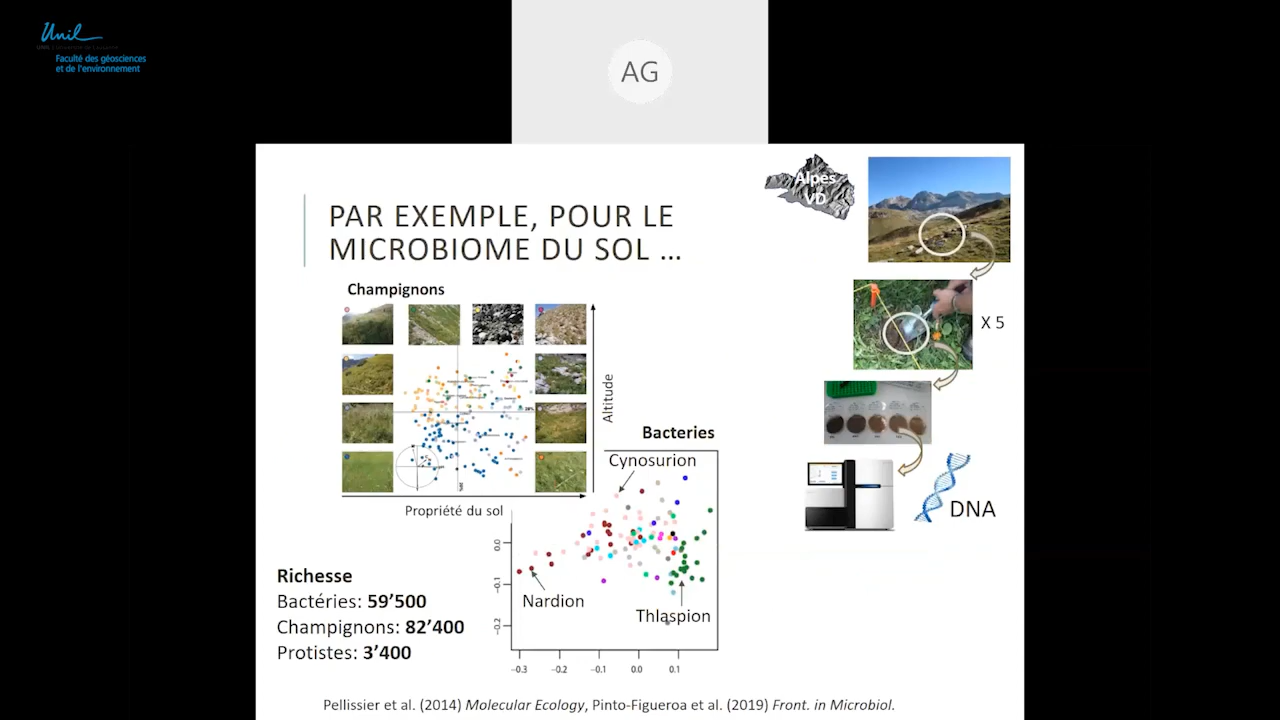 Unil
Faculté des géosciences
et de l'environnement
AG
Alpes
VD
PAR EXEMPLE, POUR LE
MICROBIOME DU SOL ...
Champignons
Altitude
Propriété du sol
X 5
DNA
Bacteries
Cynosurion
Nardion
Thlaspion
0.0
-0.1
-0.2
-0.3 -0.2 -0.1 0.0 0.1
Richesse
Bactéries: 59’500
Champignons: 82’400
Protistes: 3’400
Pellissier et al. (2014) Molecular Ecology, Pinto-Figueroa et al. (2019) Front. in Microbiol.